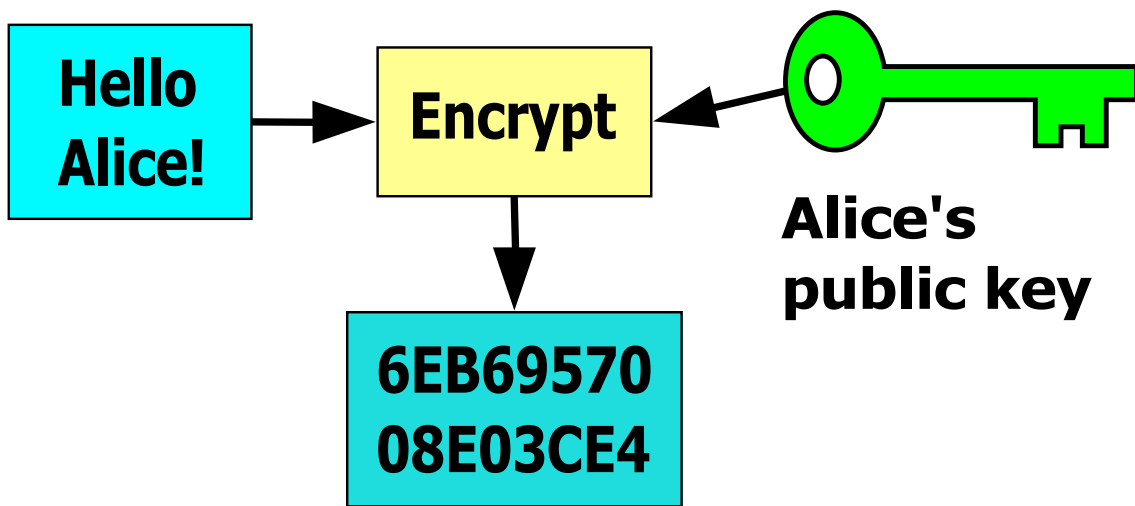 Hello
Alice!
Encrypt
Alice's
public key
6EB69570
08E03CE4